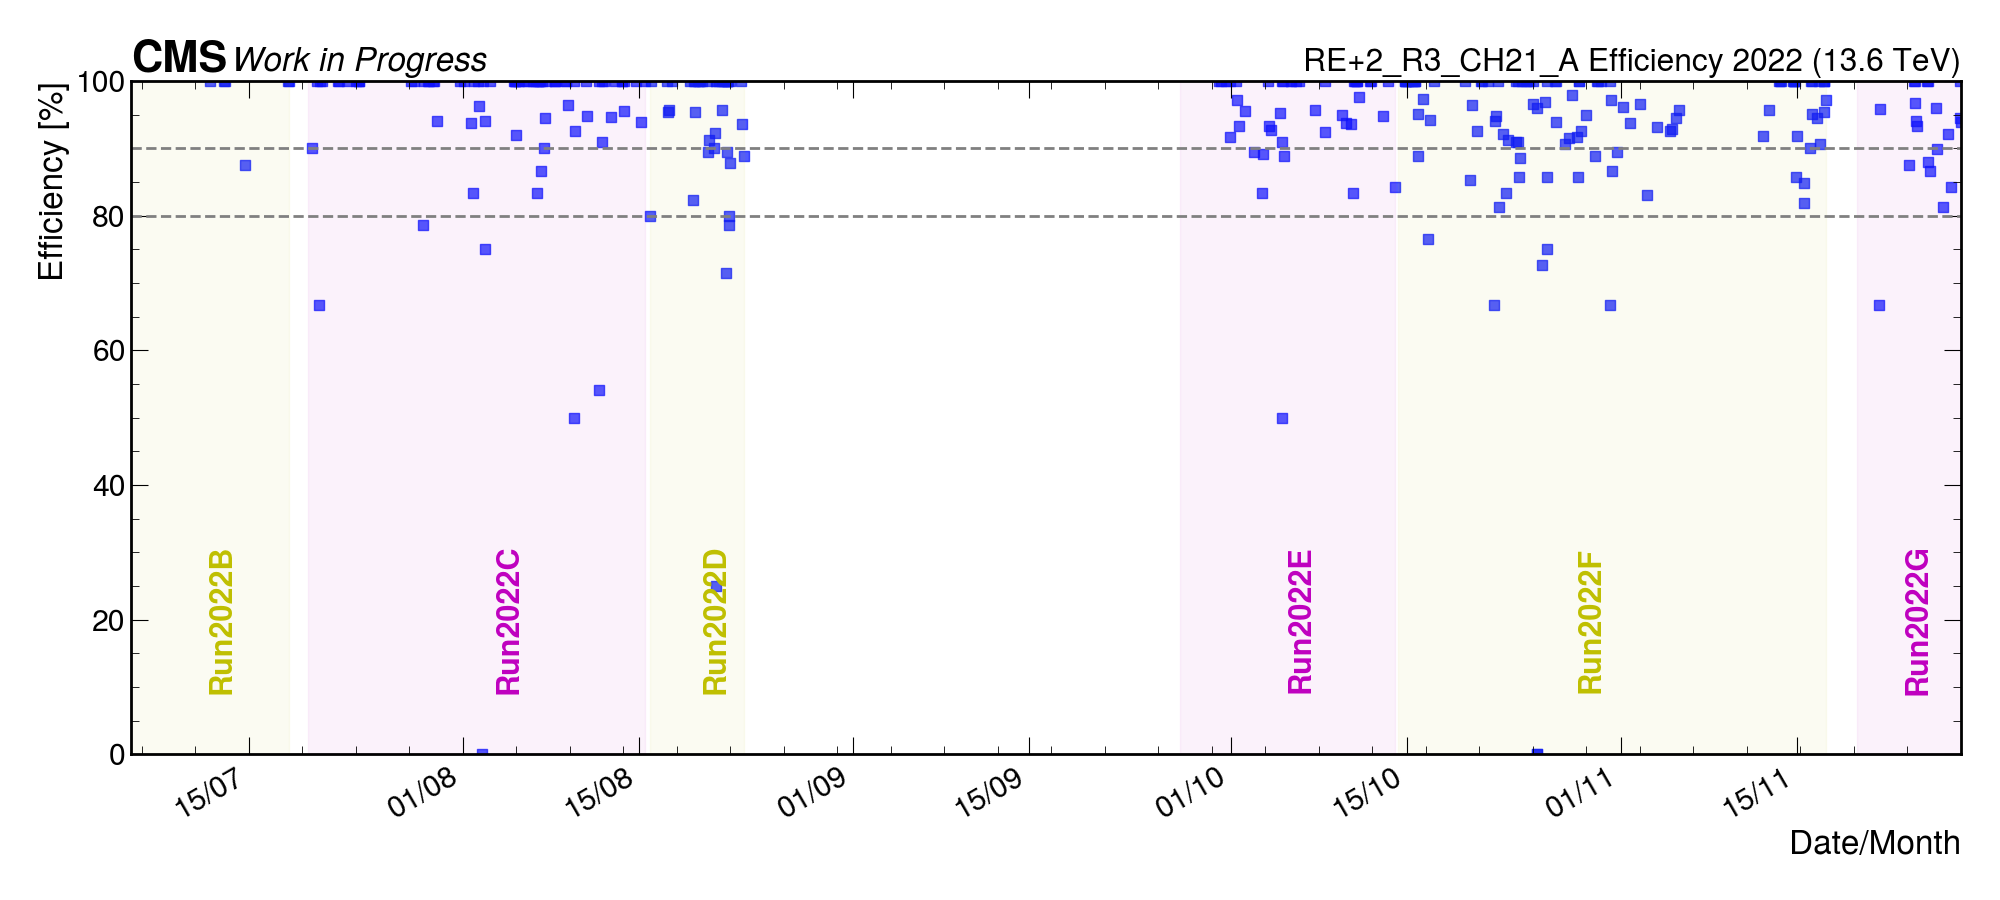 CMS Work in Progress
RE+2_R3_CH21_A Efficiency 2022 (13.6 TeV)
Efficiency [%]
100
80
60
40
20
0
Run2022B
Run2022C
Run2022D
Run2022E
Run2022F
Run2022G
15/07
01/08
15/08
01/09
15/09
01/10
15/10
01/11
15/11
Date/Month